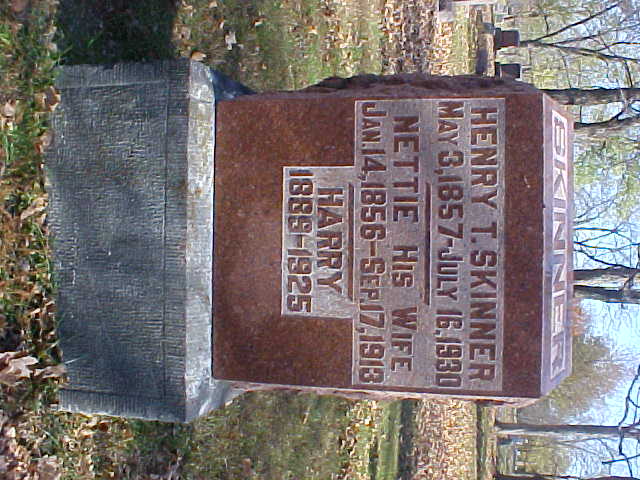 SKINNER
HENRY T. SKINNER
MAY 3, 1857-JULY 16, 1930
NETTIE HIS WIFE
JAN. 14, 1856-SEP. 17, 1913
HARRY
1889-1925